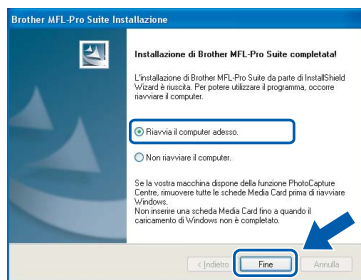 Brother MFL-Pro Suite Installazione
Installazione di Brother MFL-Pro Suite completata!
L'installazione di Brother MFL-Pro Suite da parte di InstallShield
Wizard è riuscita. Per potere utilizzare il programma, occorre
riavviare il computer.
Riavvia il computer adesso.
Non riavviare il computer.
Se la vostra macchina dispone della funzione PhotoCapture
Centre, rimuovere tutte le schede Media Card prima di riavviare
Windows.
Non inserire una scheda Media Card fino a quando il
caricamento di Windows non è completato.
< Indietro
Fine
Annulla